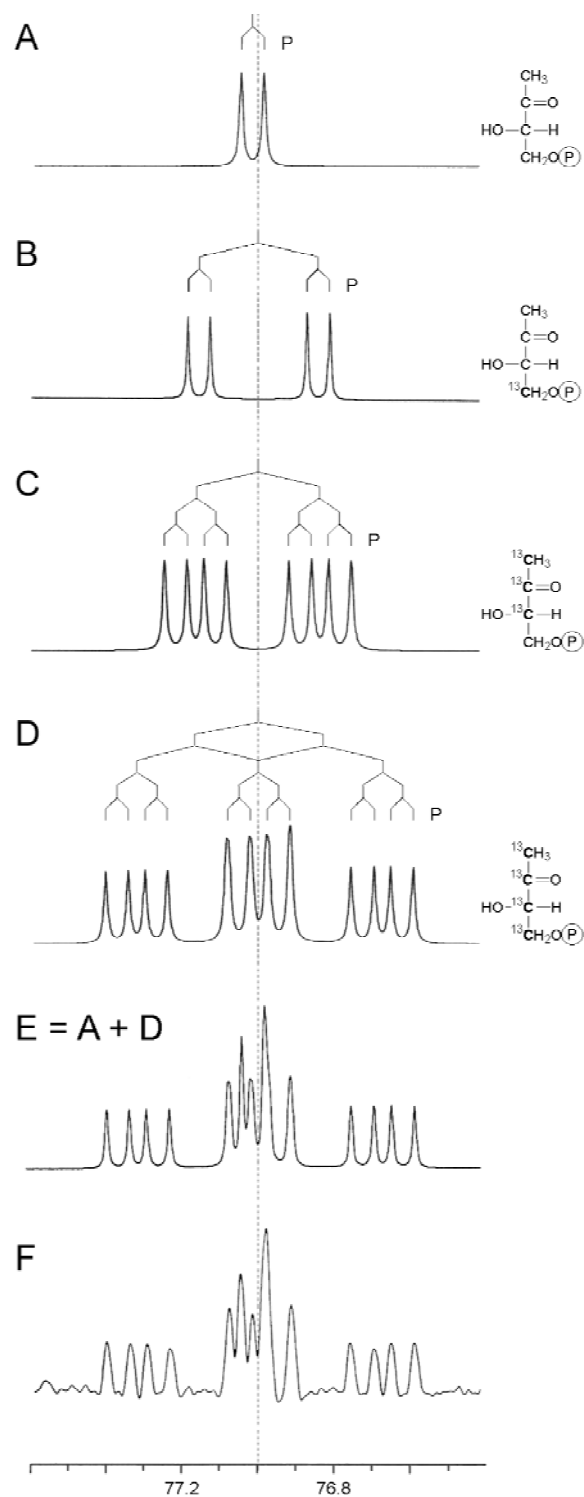 A
P
CH₃
C=O
HO–C–H
CH₂OP
B
P
CH₃
C=O
HO–C–H
¹³CH₂OP
C
P
¹³CH₃
¹³C=O
HO-¹³C–H
CH₂OP
D
P
¹³CH₃
¹³C=O
HO-¹³C–H
¹³CH₂OP
E = A + D
F
77.2 76.8